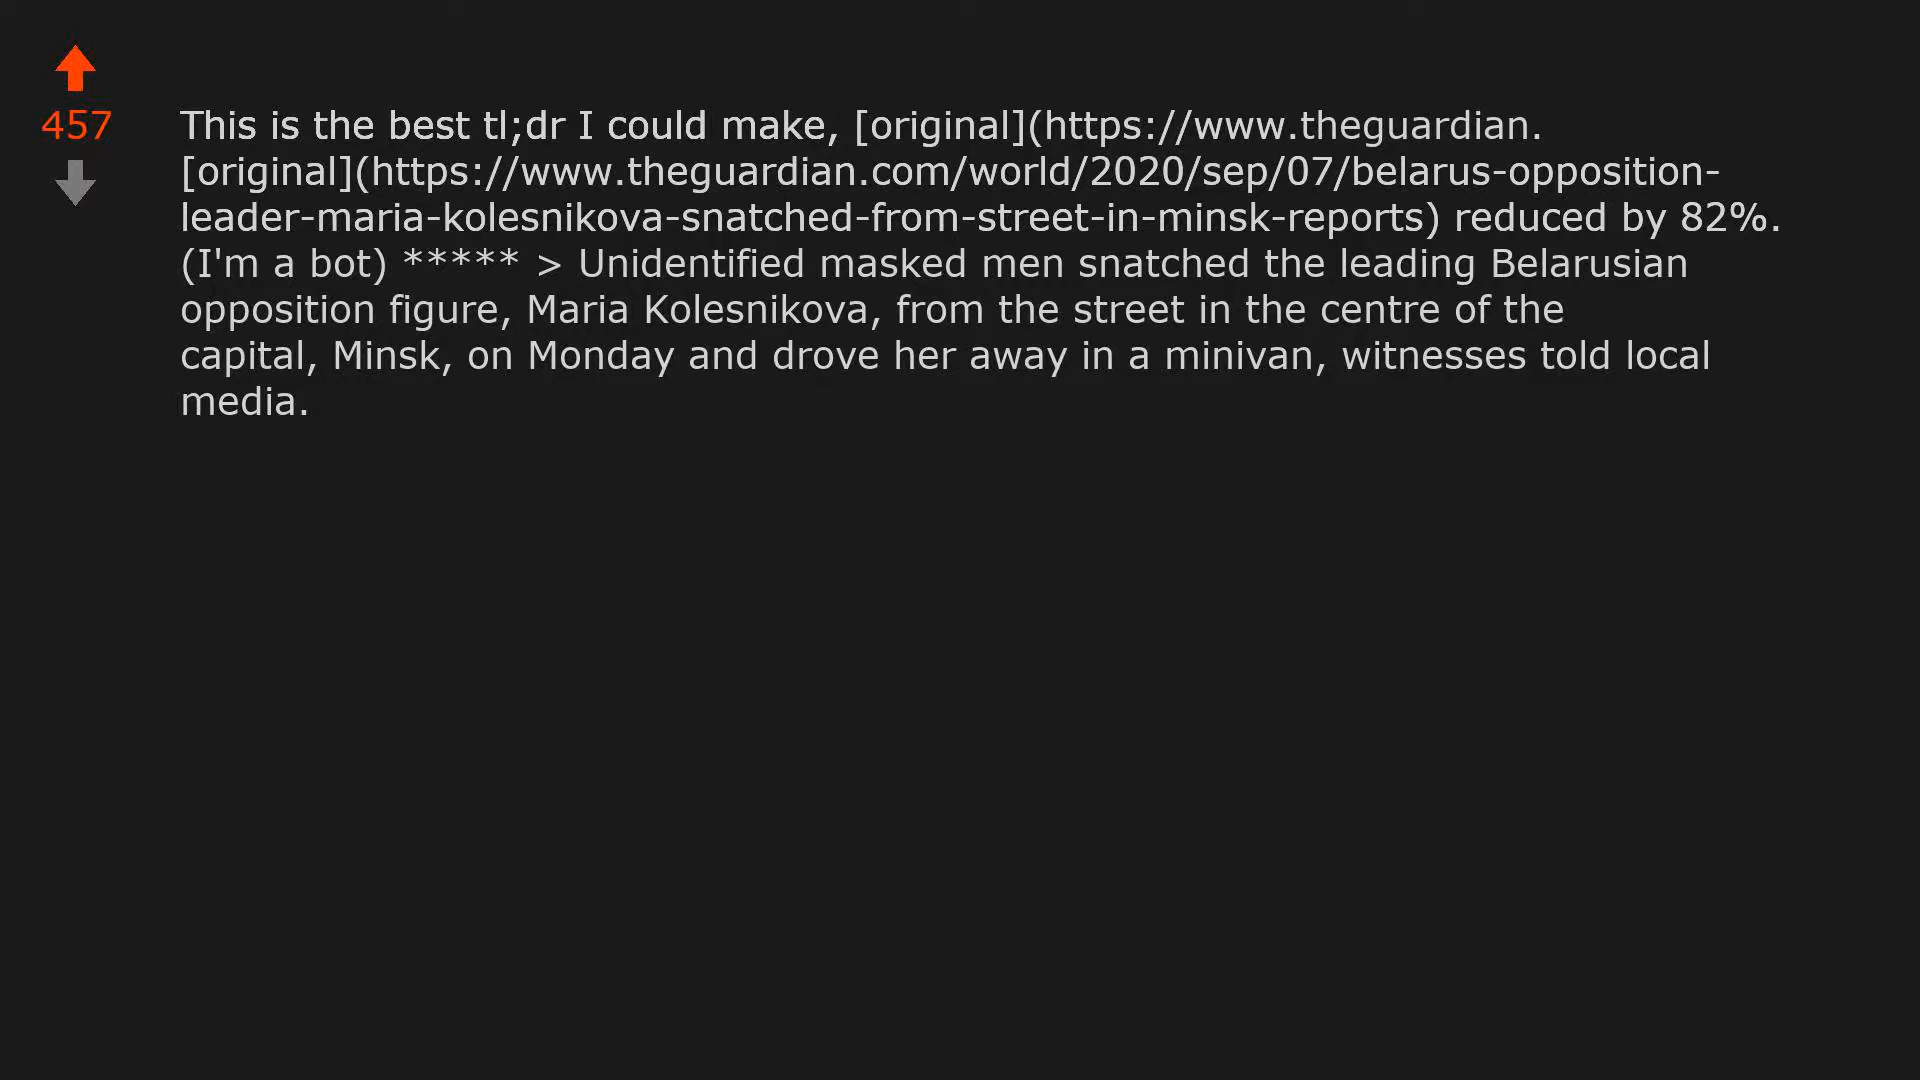 457
This is the best tl;dr I could make, [original](https://www.theguardian.
[original](https://www.theguardian.com/world/2020/sep/07/belarus-opposition-
leader-maria-kolesnikova-snatched-from-street-in-minsk-reports) reduced by 82%.
(I'm a bot) ***** > Unidentified masked men snatched the leading Belarusian
opposition figure, Maria Kolesnikova, from the street in the centre of the
capital, Minsk, on Monday and drove her away in a minivan, witnesses told local
media.